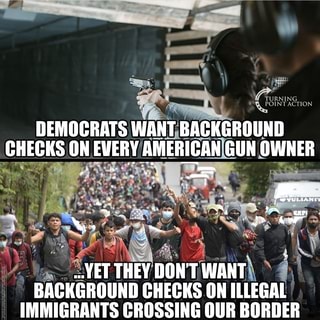 TURNING
POINT ACTION
DEMOCRATS WANT BACKGROUND
CHECKS ON EVERY AMERICAN GUN OWNER
...YET THEY DON'T WANT
BACKGROUND CHECKS ON ILLEGAL
IMMIGRANTS CROSSING OUR BORDER